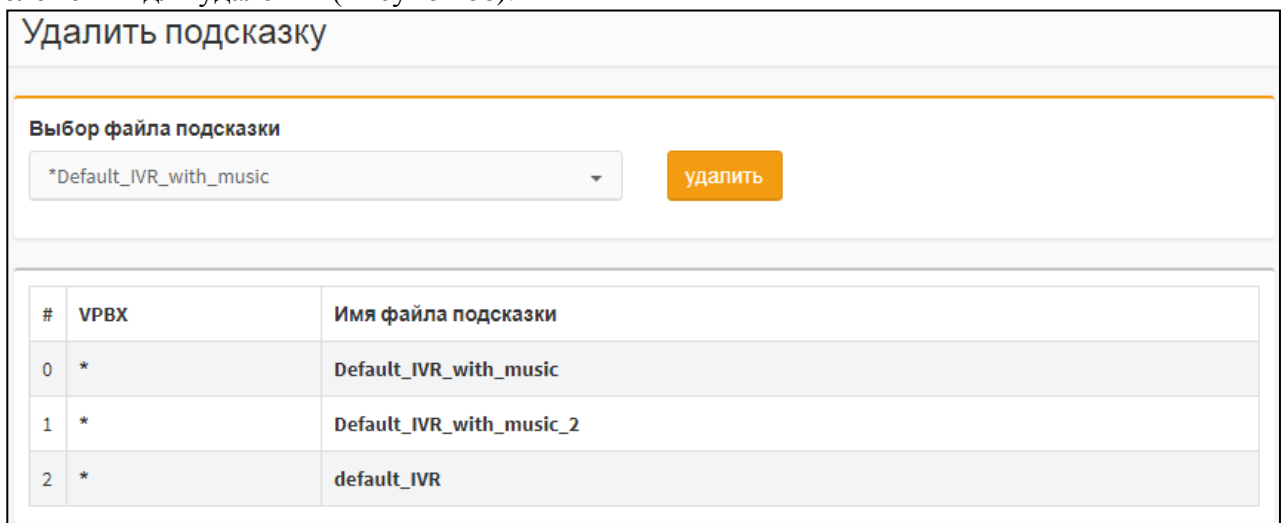 Удалить подсказку
Выбор файла подсказки
*Default_IVR_with_music
удалить
# VPBX Имя файла подсказки
0 * Default_IVR_with_music
1 * Default_IVR_with_music_2
2 * default_IVR